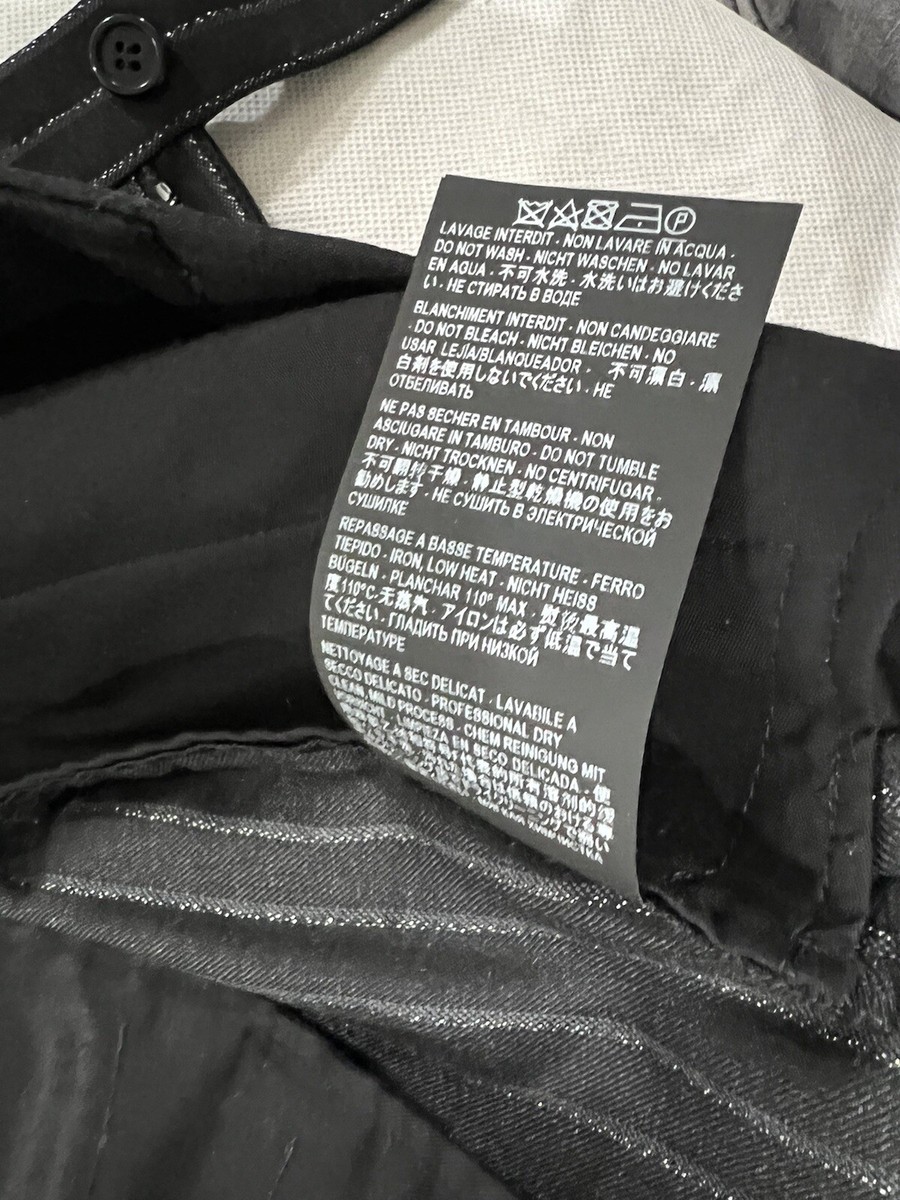 LAVAGE INTERDIT · NON LAVARE IN ACQUA ·
DO NOT WASH · NICHT WASCHEN · NO LAVAR
EN AGUA · 不可水洗 · 水洗いはお避けくださ
い · НЕ СТИРАТЬ В ВОДЕ
BLANCHIMENT INTERDIT · NON CANDEGGIARE
· DO NOT BLEACH · NICHT BLEICHEN · NO
USAR LEJIA/BLANQUEADOR · 不可漂白 · 漂
白剤を使用しないでください · НЕ
ОТБЕЛИВАТЬ
NE PAS SECHER EN TAMBOUR · NON
ASCIUGARE IN TAMBURO · DO NOT TUMBLE
DRY · NICHT TROCKNEN · NO CENTRIFUGAR ·
不可翻转干燥 · 静止型乾燥機の使用をお
勧めします · НЕ СУШИТЬ В ЭЛЕКТРИЧЕСКОЙ
СУШИЛКЕ
REPASSAGE A BASSE TEMPERATURE · FERRO
TIEPIDO · IRON, LOW HEAT · NICHT HEISS
BÜGELN · PLANCHAR 110° MAX · 熨烫最高温
度110°C,无蒸汽 · アイロンは必ず低温で当て
てください · ГЛАДИТЬ ПРИ НИЗКОЙ
ТЕМПЕРАТУРЕ
NETTOYAGE A SEC DELICAT · LAVABILE A
SECCO DELICATO · PROFESSIONAL DRY
CLEAN, MILD PROCESS · CHEM REINIGUNG MIT
LIMPIEZA EN SECO DELICADA ·